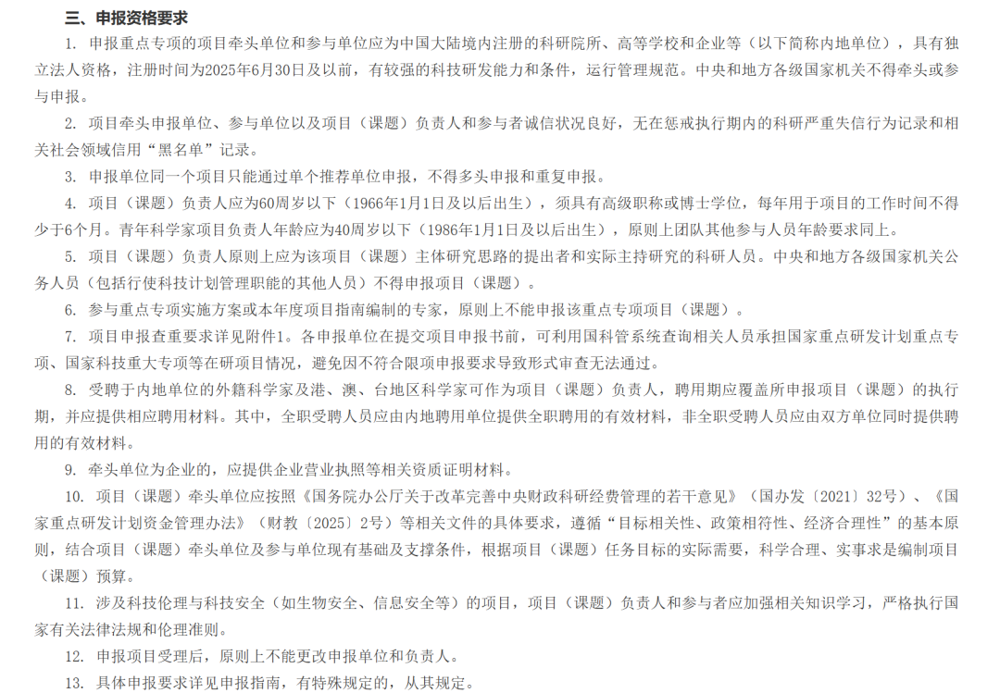 三、申报资格要求
1. 申报重点专项的项目牵头单位和参与单位应为中国大陆境内注册的科研院所、高等学校和企业等（以下简称内地单位），具有独
立法人资格，注册时间为2025年6月30日及以前，有较强的科技研发能力和条件，运行管理规范。中央和地方各级国家机关不得牵头或参
与申报。
2. 项目牵头申报单位、参与单位以及项目（课题）负责人和参与者诚信状况良好，无在惩戒执行期内的科研严重失信行为记录和相
关社会领域信用“黑名单”记录。
3. 申报单位同一个项目只能通过单个推荐单位申报，不得多头申报和重复申报。
4. 项目（课题）负责人应为60周岁以下（1966年1月1日及以后出生），须具有高级职称或博士学位，每年用于项目的工作时间不得
少于6个月。青年科学家项目负责人年龄应为40周岁以下（1986年1月1日及以后出生），原则上团队其他参与人员年龄要求同上。
5. 项目（课题）负责人原则上应为该项目（课题）主体研究思路的提出者和实际主持研究的科研人员。中央和地方各级国家机关公
务人员（包括行使科技计划管理职能的其他人员）不得申报项目（课题）。
6. 参与重点专项实施方案或本年度项目指南编制的专家，原则上不能申报该重点专项项目（课题）。
7. 项目申报查重要求详见附件1。各申报单位在提交项目申报书前，可利用国科管系统查询相关人员承担国家重点研发计划重点专
项、国家科技重大专项等在研项目情况，避免因不符合限项申报要求导致形式审查无法通过。
8. 受聘于内地单位的外籍科学家及港、澳、台地区科学家可作为项目（课题）负责人，聘用期应覆盖所申报项目（课题）的执行
期，并应提供相应聘用材料。其中，全职受聘人员应由内地聘用单位提供全职聘用的有效材料，非全职受聘人员应由双方单位同时提供聘
用的有效材料。
9. 牵头单位为企业的，应提供企业营业执照等相关资质证明材料。
10. 项目（课题）牵头单位应按照《国务院办公厅关于改革完善中央财政科研经费管理的若干意见》（国办发〔2021〕32号）、《国
家重点研发计划资金管理办法》（财教〔2025〕2号）等相关文件的具体要求，遵循“目标相关性、政策相符性、经济合理性”的基本原
则，结合项目（课题）牵头单位及参与单位现有基础及支撑条件，根据项目（课题）任务目标的实际需要，科学合理、实事求是编制项目
（课题）预算。
11. 涉及科技伦理与科技安全（如生物安全、信息安全等）的项目，项目（课题）负责人和参与者应加强相关知识学习，严格执行国
家有关法律法规和伦理准则。
12. 申报项目受理后，原则上不能更改申报单位和负责人。
13. 具体申报要求详见申报指南，有特殊规定的，从其规定。